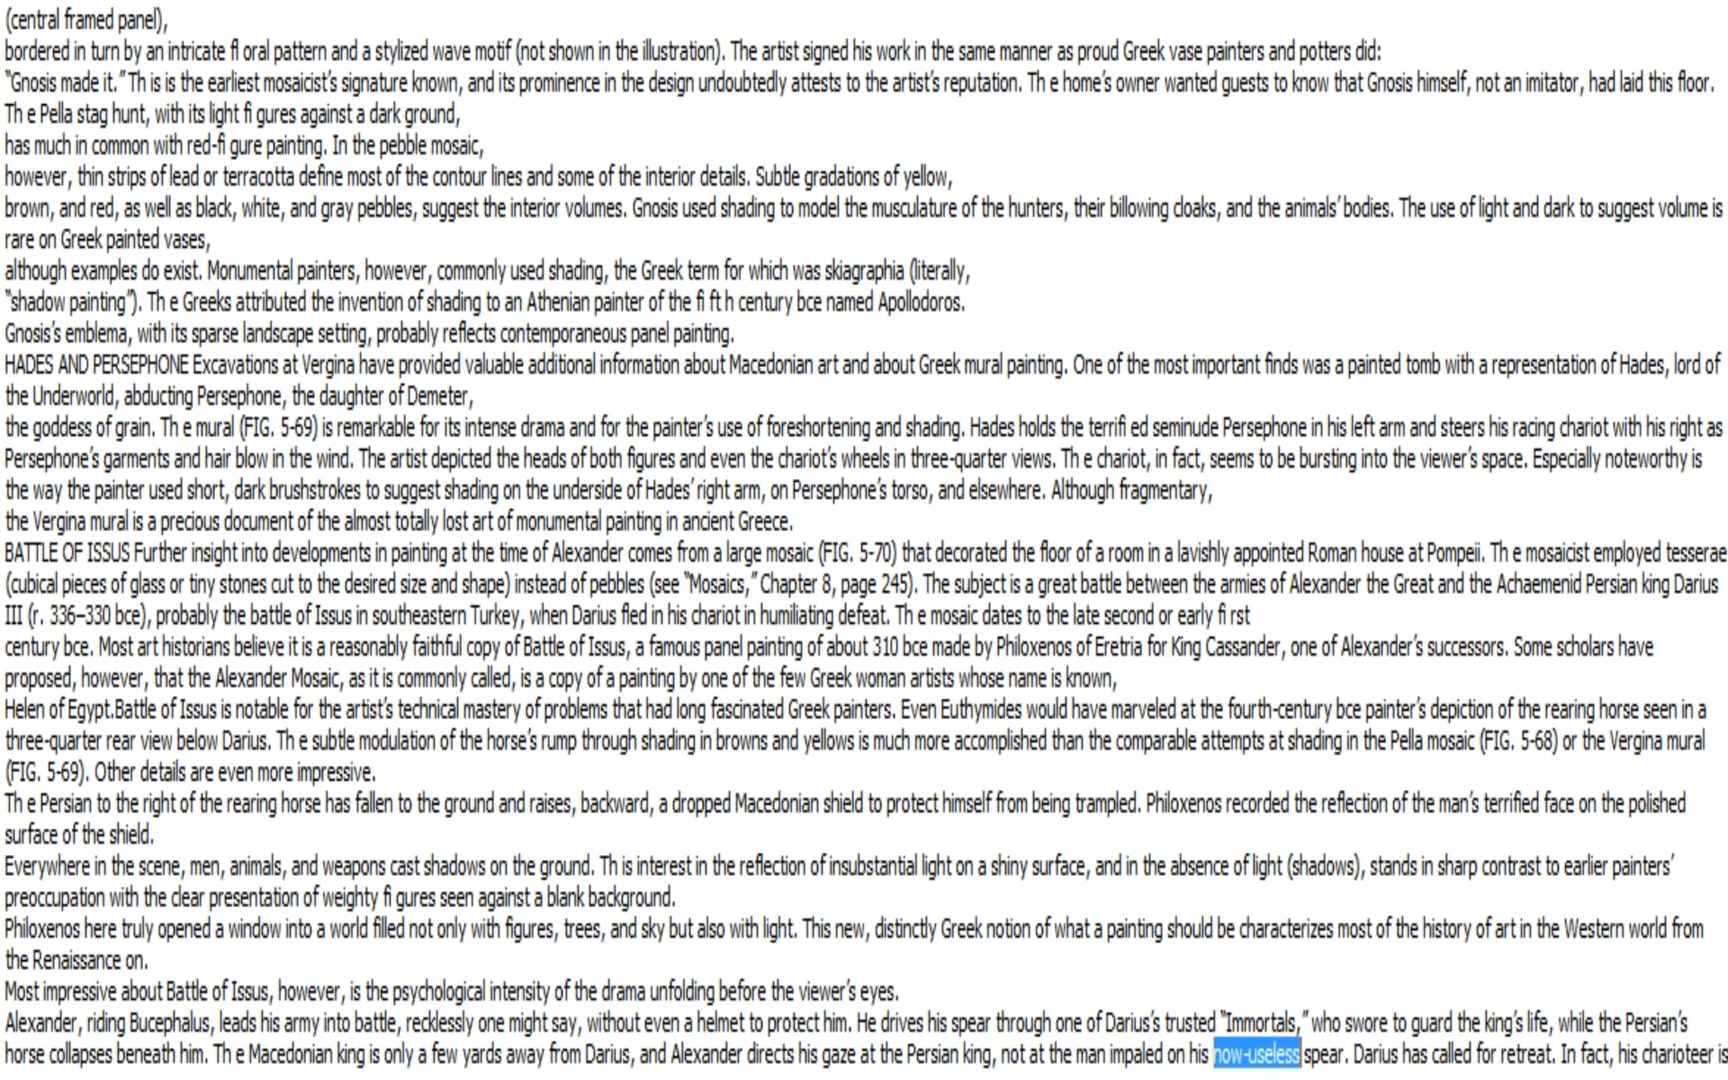 (central framed panel),
bordered in turn by an intricate fl oral pattern and a stylized wave motif (not shown in the illustration). The artist signed his work in the same manner as proud Greek vase painters and potters did:
“Gnosis made it.” Th is is the earliest mosaicist’s signature known, and its prominence in the design undoubtedly attests to the artist’s reputation. Th e home’s owner wanted guests to know that Gnosis himself, not an imitator, had laid this floor.
Th e Pella stag hunt, with its light fi gures against a dark ground,
has much in common with red-fi gure painting. In the pebble mosaic,
however, thin strips of lead or terracotta define most of the contour lines and some of the interior details. Subtle gradations of yellow,
brown, and red, as well as black, white, and gray pebbles, suggest the interior volumes. Gnosis used shading to model the musculature of the hunters, their billowing cloaks, and the animals’ bodies. The use of light and dark to suggest volume is
rare on Greek painted vases,
although examples do exist. Monumental painters, however, commonly used shading, the Greek term for which was skiagraphia (literally,
“shadow painting”). Th e Greeks attributed the invention of shading to an Athenian painter of the fi ft h century bce named Apollodoros.
Gnosis’s emblema, with its sparse landscape setting, probably reflects contemporaneous panel painting.
HADES AND PERSEPHONE Excavations at Vergina have provided valuable additional information about Macedonian art and about Greek mural painting. One of the most important finds was a painted tomb with a representation of Hades, lord of
the Underworld, abducting Persephone, the daughter of Demeter,
the goddess of grain. Th e mural (FIG. 5-69) is remarkable for its intense drama and for the painter’s use of foreshortening and shading. Hades holds the terrifi ed seminude Persephone in his left arm and steers his racing chariot with his right as
Persephone’s garments and hair blow in the wind. The artist depicted the heads of both figures and even the chariot’s wheels in three-quarter views. Th e chariot, in fact, seems to be bursting into the viewer’s space. Especially noteworthy is
the way the painter used short, dark brushstrokes to suggest shading on the underside of Hades’ right arm, on Persephone’s torso, and elsewhere. Although fragmentary,
the Vergina mural is a precious document of the almost totally lost art of monumental painting in ancient Greece.
BATTLE OF ISSUS Further insight into developments in painting at the time of Alexander comes from a large mosaic (FIG. 5-70) that decorated the floor of a room in a lavishly appointed Roman house at Pompeii. Th e mosaicist employed tesserae
(cubical pieces of glass or tiny stones cut to the desired size and shape) instead of pebbles (see “Mosaics,” Chapter 8, page 245). The subject is a great battle between the armies of Alexander the Great and the Achaemenid Persian king Darius
III (r. 336–330 bce), probably the battle of Issus in southeastern Turkey, when Darius fled in his chariot in humiliating defeat. Th e mosaic dates to the late second or early fi rst
century bce. Most art historians believe it is a reasonably faithful copy of Battle of Issus, a famous panel painting of about 310 bce made by Philoxenos of Eretria for King Cassander, one of Alexander’s successors. Some scholars have
proposed, however, that the Alexander Mosaic, as it is commonly called, is a copy of a painting by one of the few Greek woman artists whose name is known,
Helen of Egypt.Battle of Issus is notable for the artist’s technical mastery of problems that had long fascinated Greek painters. Even Euthymides would have marveled at the fourth-century bce painter’s depiction of the rearing horse seen in a
three-quarter rear view below Darius. Th e subtle modulation of the horse’s rump through shading in browns and yellows is much more accomplished than the comparable attempts at shading in the Pella mosaic (FIG. 5-68) or the Vergina mural
(FIG. 5-69). Other details are even more impressive.
Th e Persian to the right of the rearing horse has fallen to the ground and raises, backward, a dropped Macedonian shield to protect himself from being trampled. Philoxenos recorded the reflection of the man’s terrified face on the polished
surface of the shield.
Everywhere in the scene, men, animals, and weapons cast shadows on the ground. Th is interest in the reflection of insubstantial light on a shiny surface, and in the absence of light (shadows), stands in sharp contrast to earlier painters’
preoccupation with the clear presentation of weighty fi gures seen against a blank background.
Philoxenos here truly opened a window into a world filled not only with figures, trees, and sky but also with light. This new, distinctly Greek notion of what a painting should be characterizes most of the history of art in the Western world from
the Renaissance on.
Most impressive about Battle of Issus, however, is the psychological intensity of the drama unfolding before the viewer’s eyes.
Alexander, riding Bucephalus, leads his army into battle, recklessly one might say, without even a helmet to protect him. He drives his spear through one of Darius’s trusted “Immortals,” who swore to guard the king’s life, while the Persian’s
horse collapses beneath him. Th e Macedonian king is only a few yards away from Darius, and Alexander directs his gaze at the Persian king, not at the man impaled on his now-useless spear. Darius has called for retreat. In fact, his charioteer is